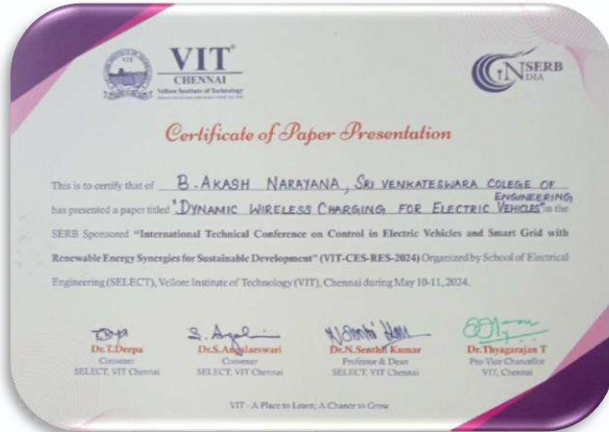 VIT®
CHENNAI
Vellore Institute of Technology
SERB
INDIA
Certificate of Paper Presentation
This is to certify that of B. AKASH NARAYANA, SRI VENKATESWARA COLEGE OF
ENGINEERING
has presented a paper titled "DYNAMIC WIRELESS CHARGING FOR ELECTRIC VEHICLES" in the
SERB Sponsored "International Technical Conference on Control in Electric Vehicles and Smart Grid with
Renewable Energy Synergies for Sustainable Development" (VIT-CES-RES-2024) Organized by School of Electrical
Engineering (SELECT), Vellore Institute of Technology (VIT), Chennai during May 10-11, 2024.
Dr.T.Deepa Dr.S.Angalaeswari Dr.N.Senthil Kumar Dr.Thyagarajan T
Convener Convener Professor & Dean Pro-Vice Chancellor
SELECT, VIT Chennai SELECT, VIT Chennai SELECT, VIT Chennai VIT, Chennai
VIT - A Place to Learn; A Chance to Grow